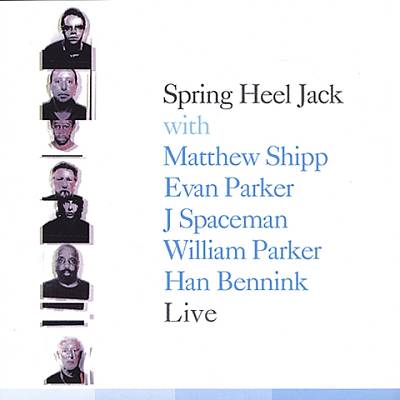 Spring Heel Jack
with
Matthew Shipp
Evan Parker
J Spaceman
William Parker
Han Bennink
Live